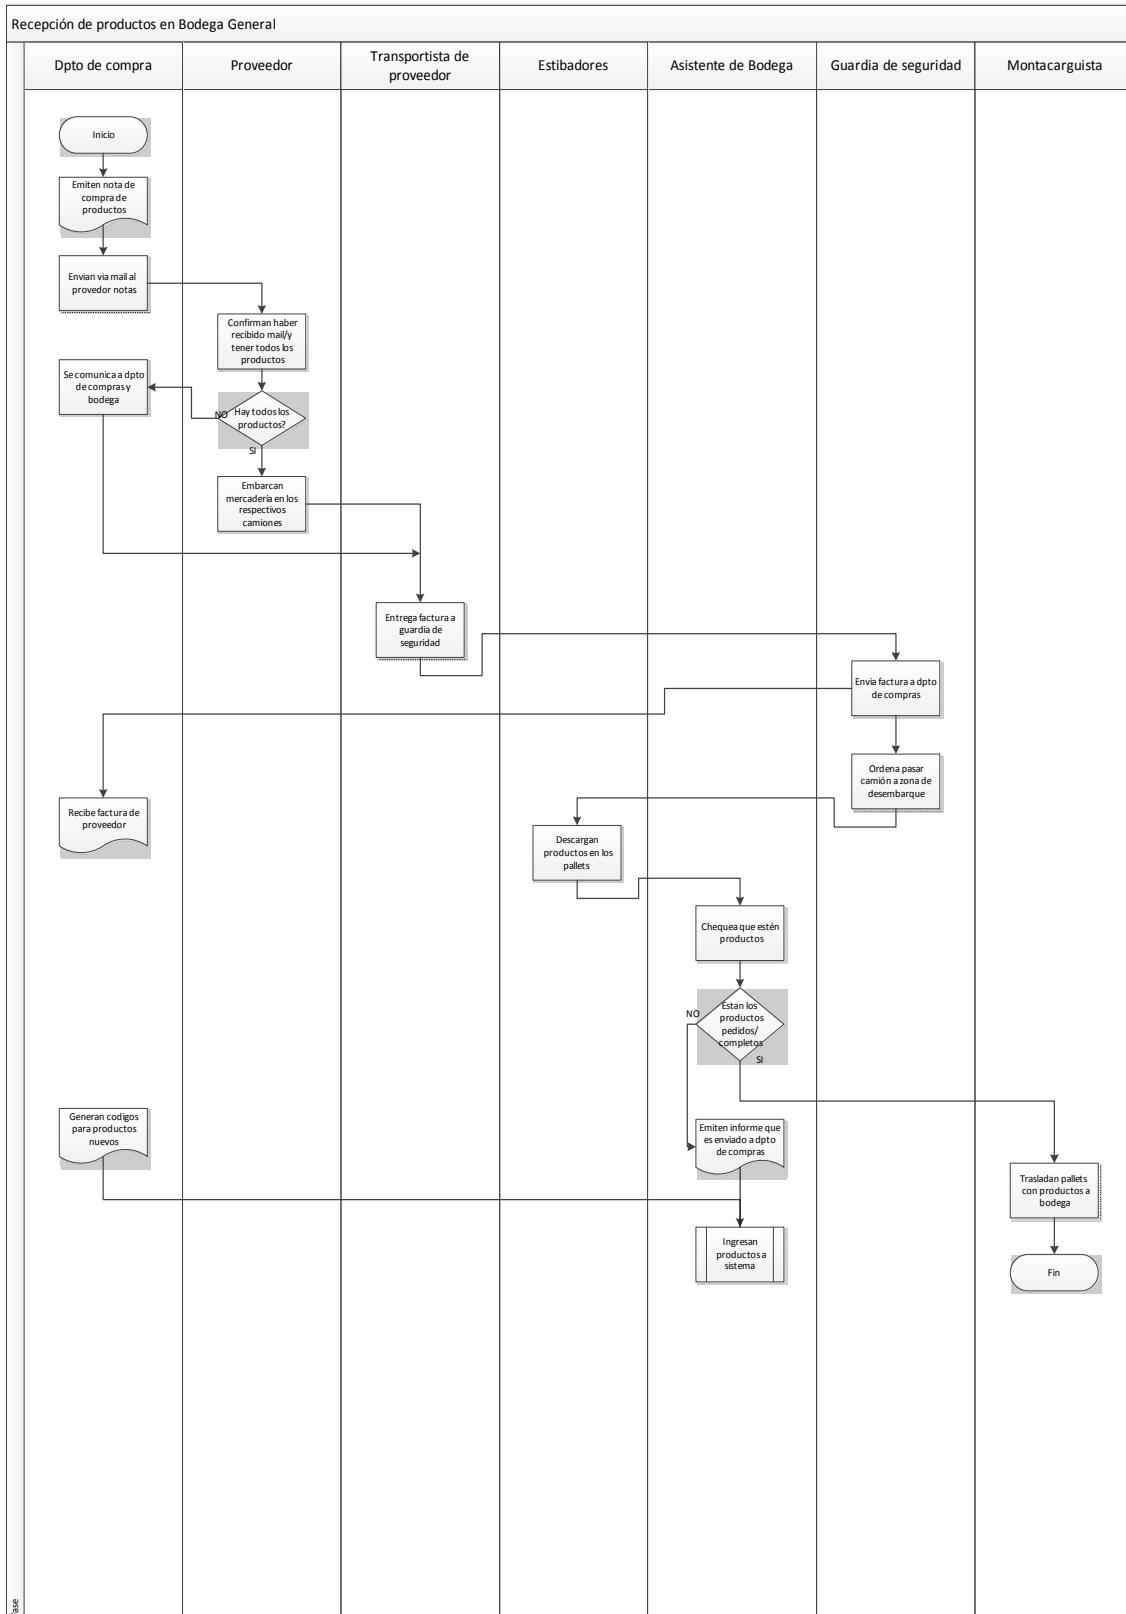 Recepción de productos en Bodega General
Dpto de compra
Proveedor
Transportista de
proveedor
Estibadores
Asistente de Bodega
Guardia de seguridad
Montacarguista
Inicio
Emiten nota de
compra de
productos
Envian via mail al
provedor notas
Confirman haber
recibido mail/y
tener todos los
productos
Se comunica a dpto
de compras y
bodega
NO
Hay todos los
productos?
SI
Embarcan
mercadería en los
respectivos
camiones
Entrega factura a
guardia de
seguridad
Envia factura a dpto
de compras
Ordena pasar
camión a zona de
desembarque
Recibe factura de
proveedor
Descargan
productos en los
pallets
Chequea que estén
productos
NO
Estan los
productos
pedidos/
completos
SI
Generan codigos
para productos
nuevos
Emiten informe que
es enviado a dpto
de compras
Trasladan pallets
con productos a
bodega
Ingresan
productos a
sistema
Fin